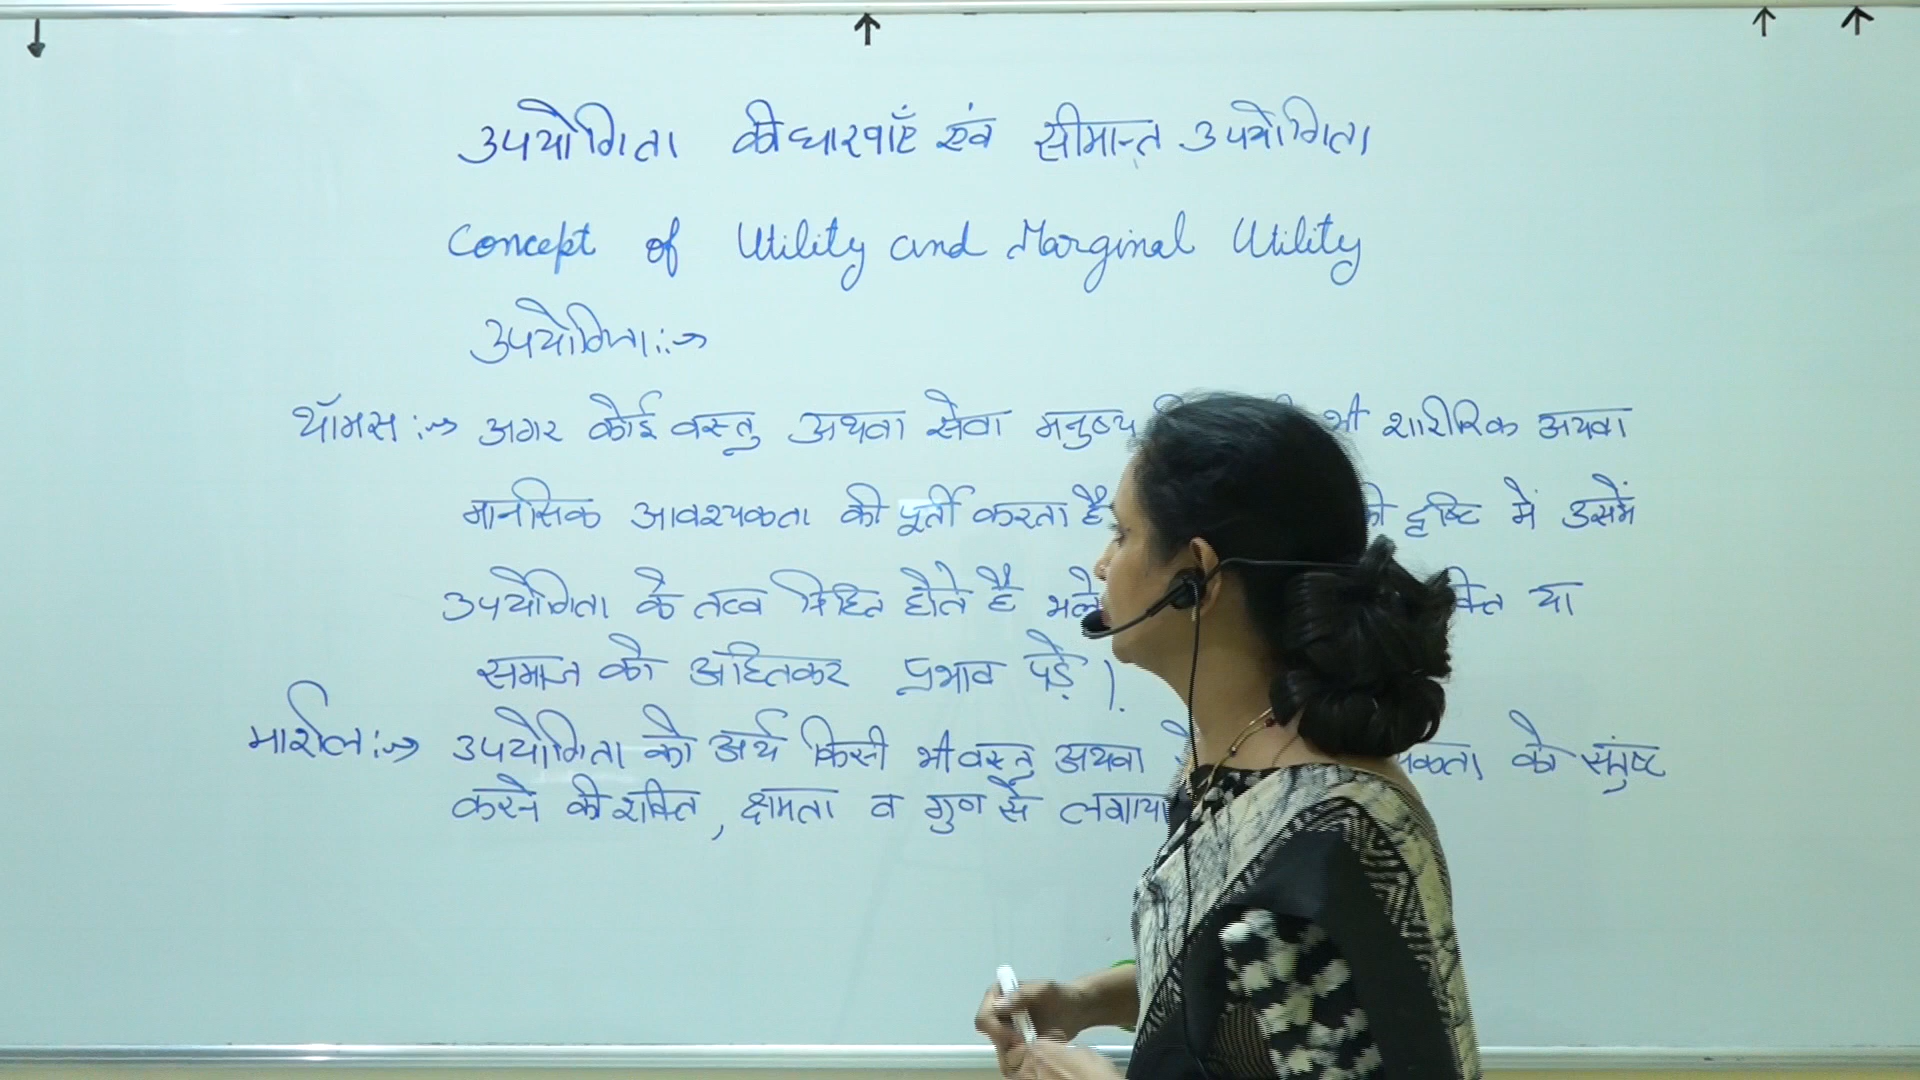 उपयोगिता की धारणाएँ एंव सीमान्त उपयोगिता
Concept of Utility and Marginal Utility
उपयोगिता :->
थॉमस :-> अगर कोई वस्तु अथवा सेवा मनुष्य भी शारीरिक अथवा
मानसिक आवश्यकता की पूर्ती करता है की दृष्टि में उसमें
उपयोगिता के तत्व निहित होते है भले या
समाज को अहितकर प्रभाव पड़े ।
मार्शल :-> उपयोगिता को अर्थ किसी भी वस्तु अथवा को संतुष्ट
करने की शक्ति, क्षमता व गुण से लगाया